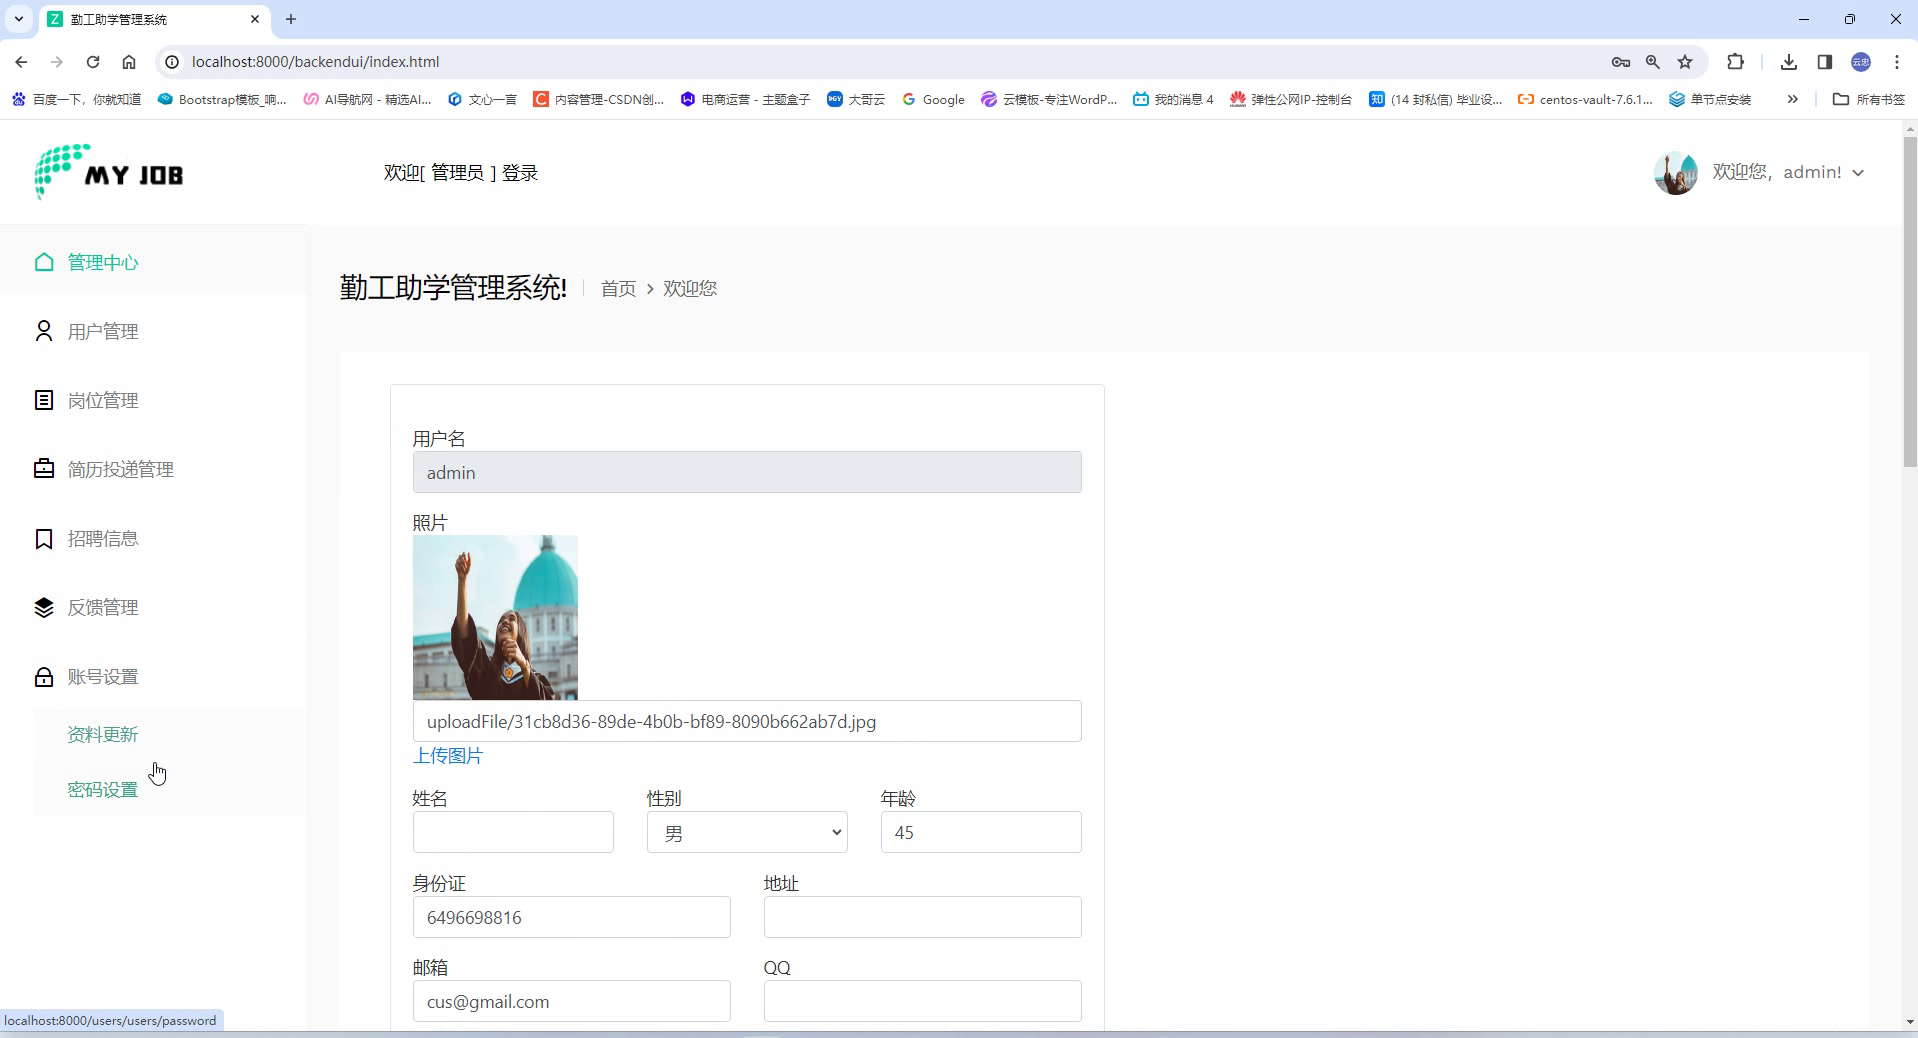 勤工助学管理系统
localhost:8000/backendui/index.html
云忠
百度一下，你就知道
Bootstrap模板_响...
AI导航网 - 精选AI...
文心一言
内容管理-CSDN创...
电商运营 - 主题盒子
大哥云
Google
云模板-专注WordP...
我的消息 4
弹性公网IP-控制台
(14 封私信) 毕业设...
centos-vault-7.6.1...
单节点安装
所有书签
MY JOB
欢迎[ 管理员 ] 登录
欢迎您，admin!
管理中心
用户管理
岗位管理
简历投递管理
招聘信息
反馈管理
账号设置
资料更新
密码设置
勤工助学管理系统!
首页 > 欢迎您
用户名
admin
照片
uploadFile/31cb8d36-89de-4b0b-bf89-8090b662ab7d.jpg
上传图片
姓名 性别 年龄
男 45
身份证 地址
6496698816
邮箱 QQ
cus@gmail.com
localhost:8000/users/users/password